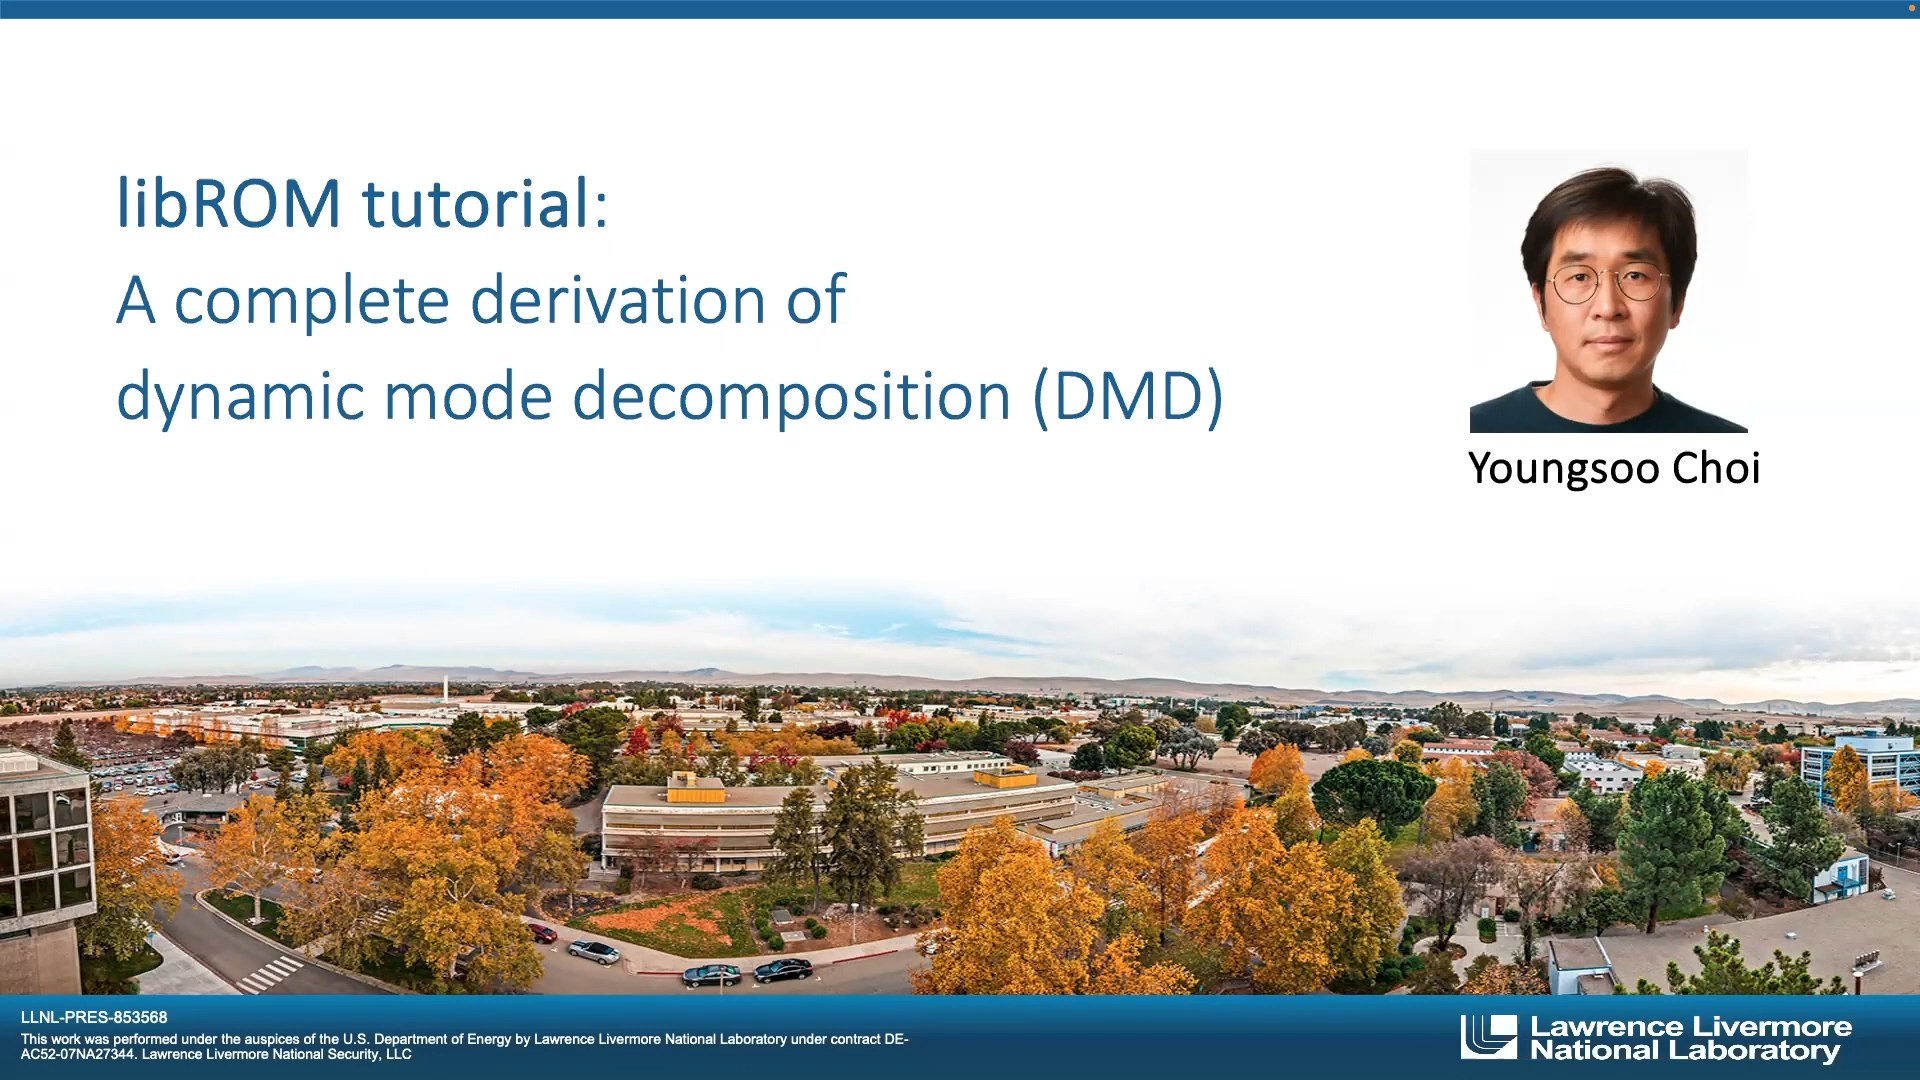 libROM tutorial:
A complete derivation of
dynamic mode decomposition (DMD)
Youngsoo Choi
LLNL-PRES-853568
This work was performed under the auspices of the U.S. Department of Energy by Lawrence Livermore National Laboratory under contract DE-
AC52-07NA27344. Lawrence Livermore National Security, LLC
Lawrence Livermore
National Laboratory